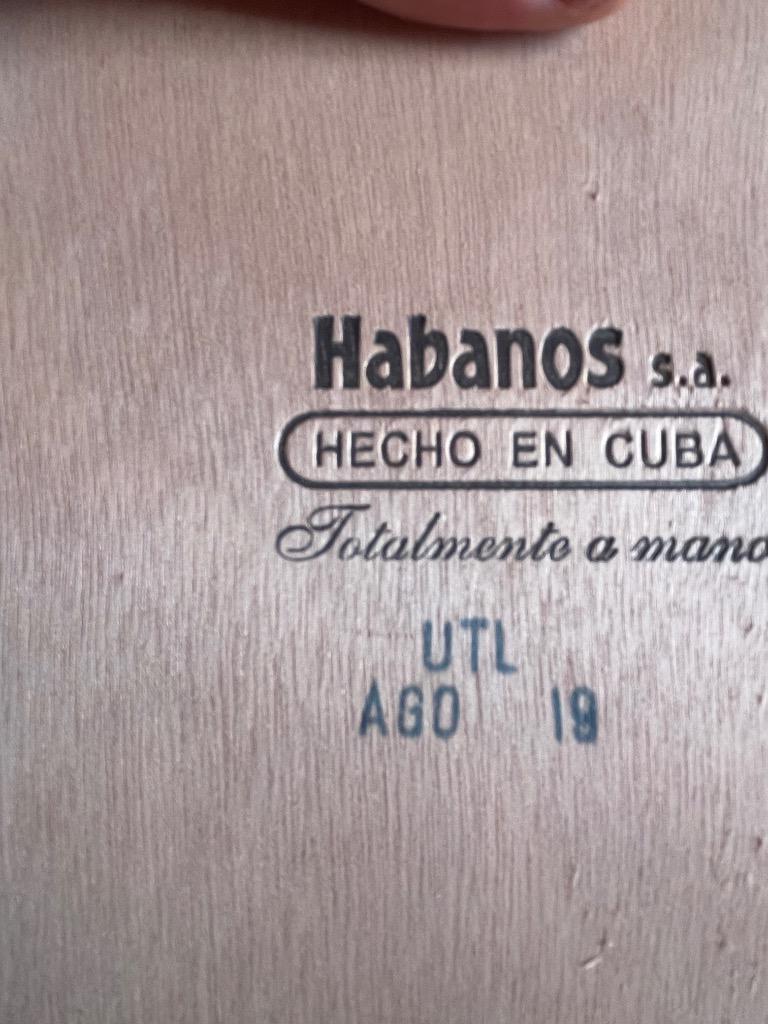 Habanos s.a.
HECHO EN CUBA
Totalmente a mano
UTL
AGO 19